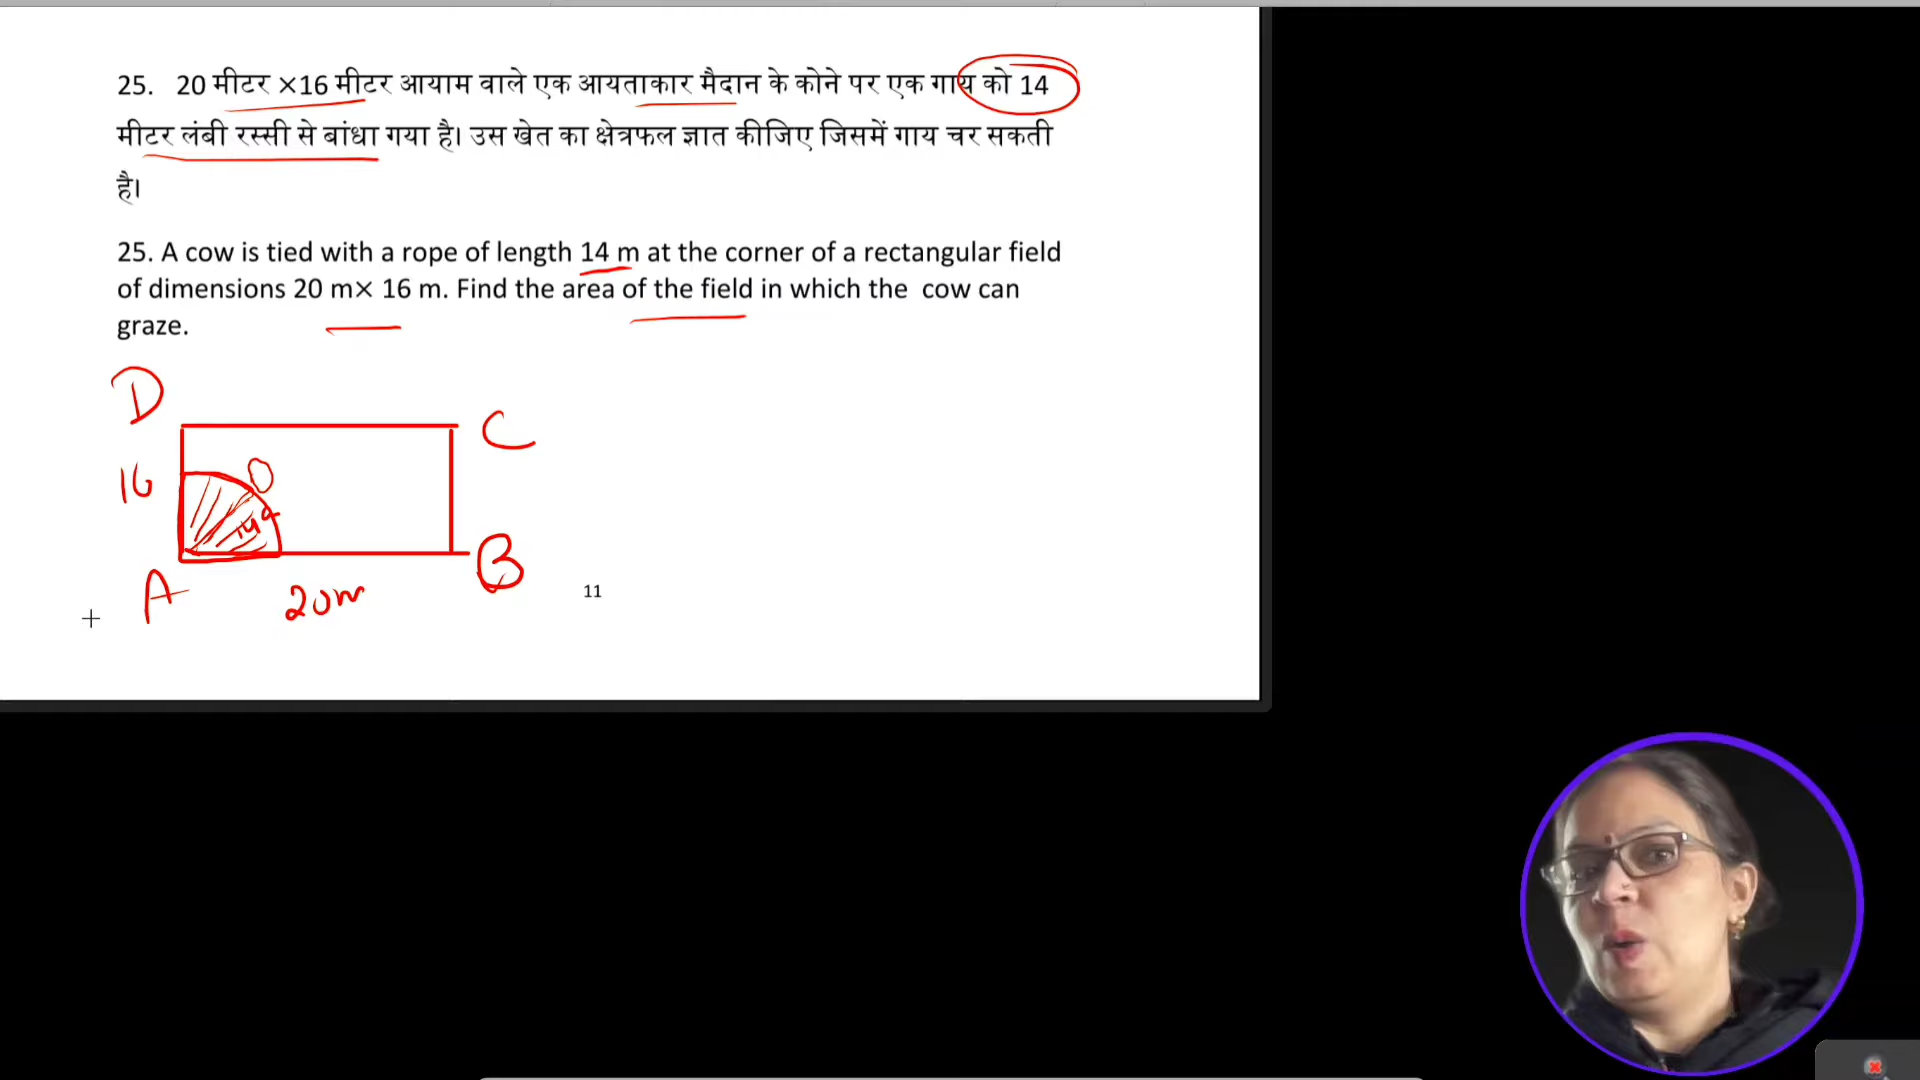 25. 20 मीटर ×16 मीटर आयाम वाले एक आयताकार मैदान के कोने पर एक गाय को 14
मीटर लंबी रस्सी से बांधा गया है। उस खेत का क्षेत्रफल ज्ञात कीजिए जिसमें गाय चर सकती
है।
25. A cow is tied with a rope of length 14 m at the corner of a rectangular field
of dimensions 20 m× 16 m. Find the area of the field in which the cow can
graze.
D
C
16
14
A
B
20m
11